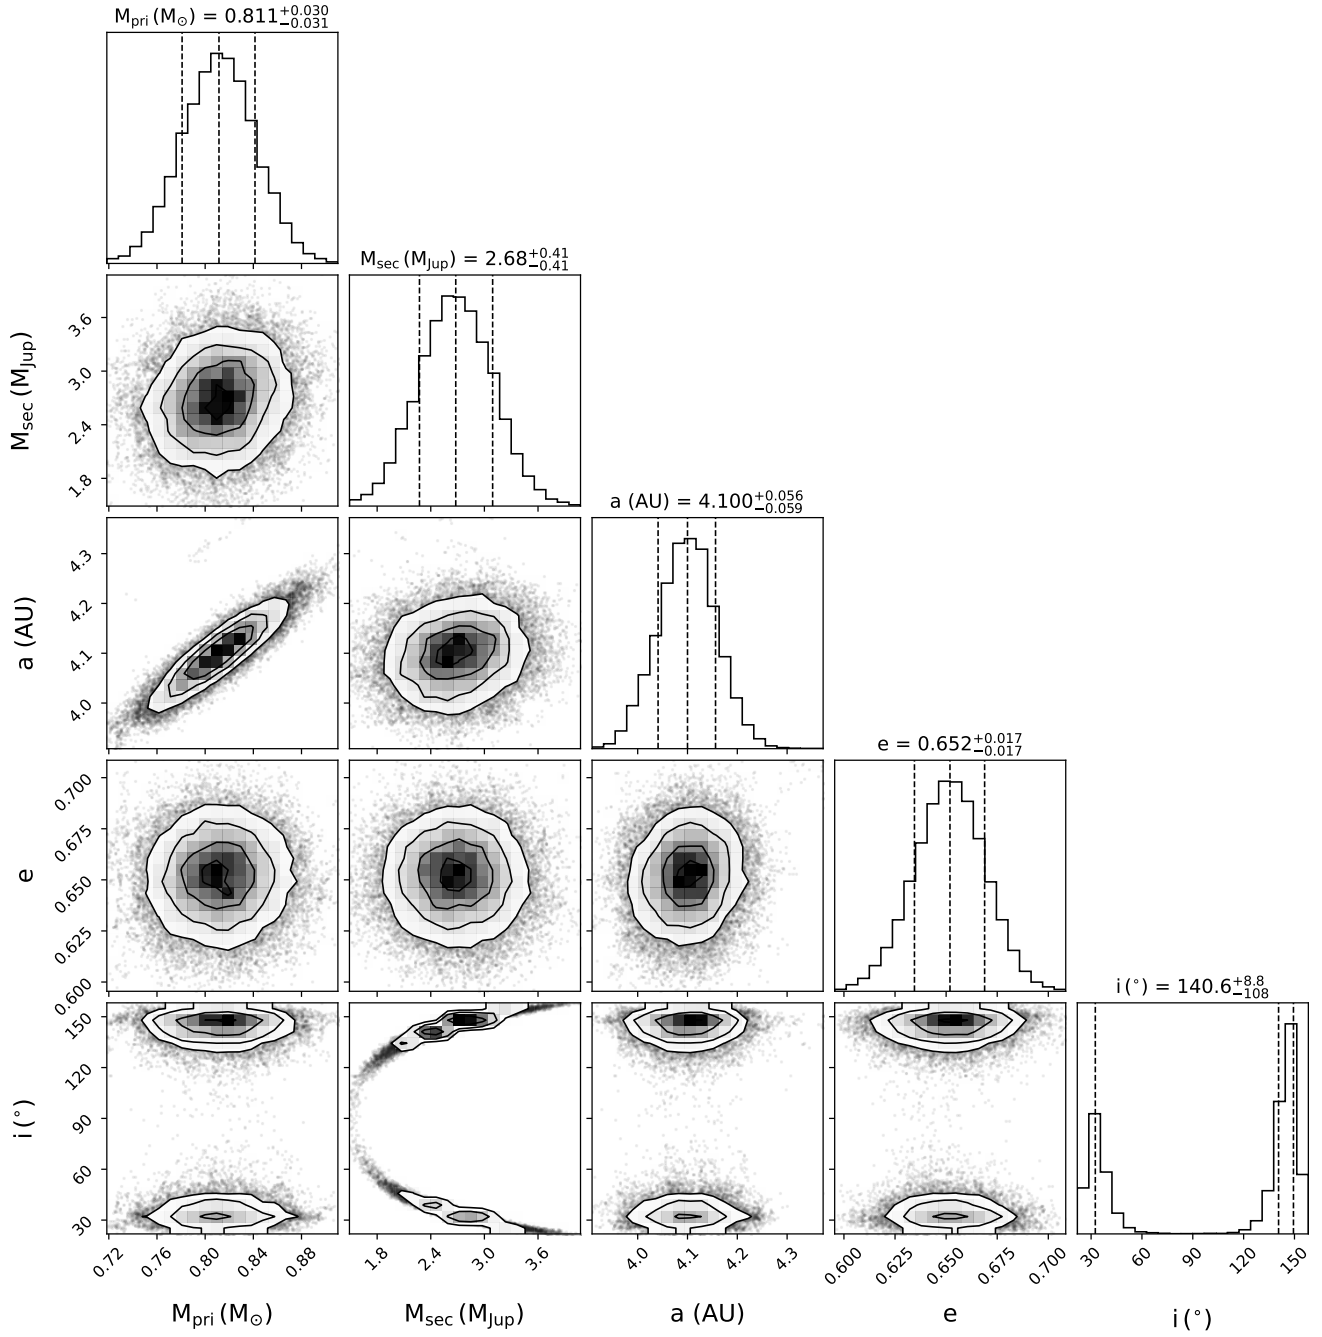 M_pri (M_⊙) = 0.811 +0.030 −0.031
M_sec (M_Jup) = 2.68 +0.41 −0.41
M_sec (M_Jup)
3.6
3.0
2.4
1.8
a (AU) = 4.100 +0.056 −0.059
a (AU)
4.3
4.2
4.1
4.0
e = 0.652 +0.017 −0.017
e
0.700
0.675
0.650
0.625
0.600
i (°) = 140.6 +8.8 −108
i (°)
150
120
90
60
30
0.72 0.76 0.80 0.84 0.88 1.8 2.4 3.0 3.6 4.0 4.1 4.2 4.3 0.600 0.625 0.650 0.675 0.700 30 60 90 120 150
M_pri (M_⊙) M_sec (M_Jup) a (AU) e i (°)